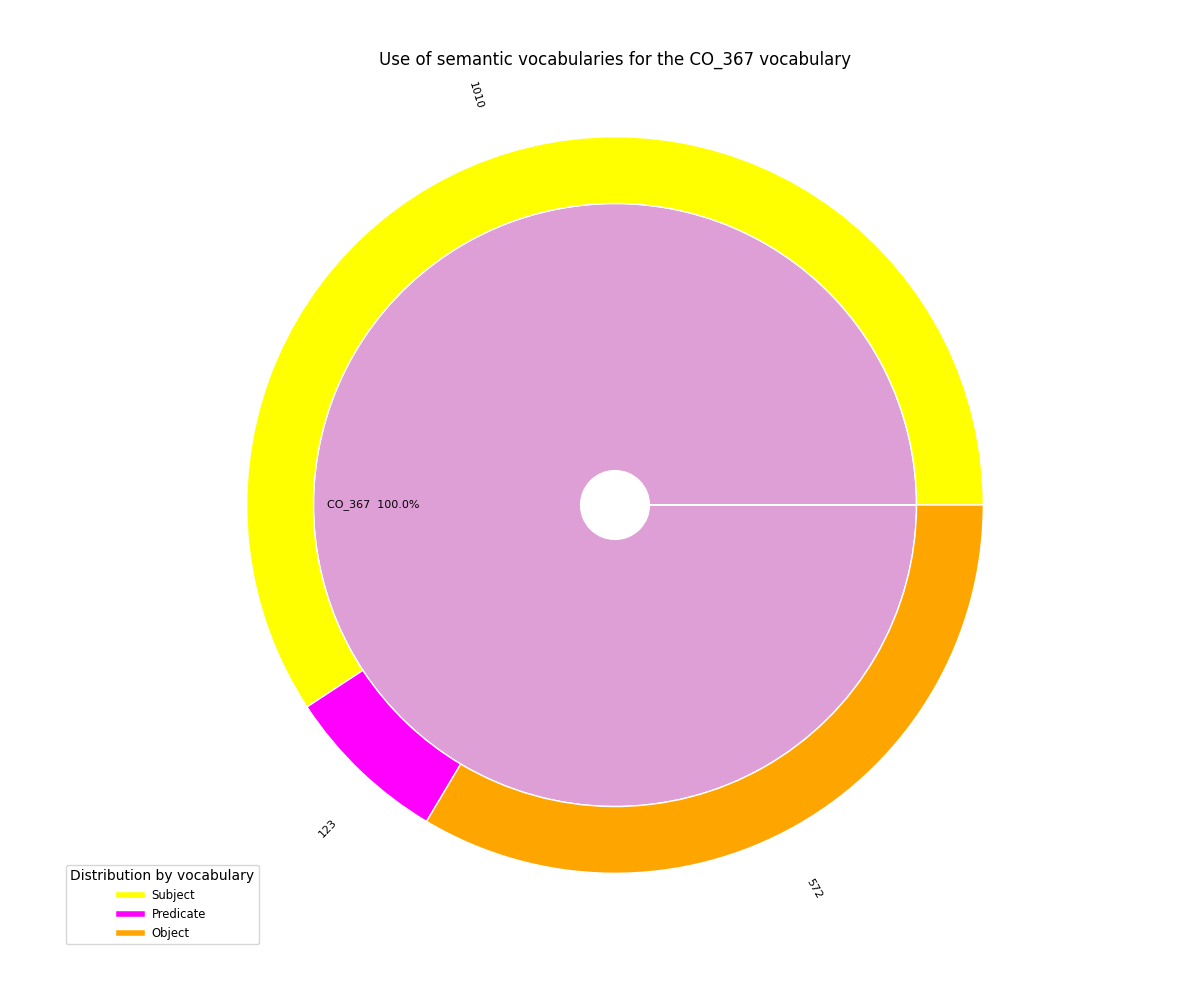 Use of semantic vocabularies for the CO_367 vocabulary
1010
CO_367  100.0%
123
572
Distribution by vocabulary
Subject
Predicate
Object